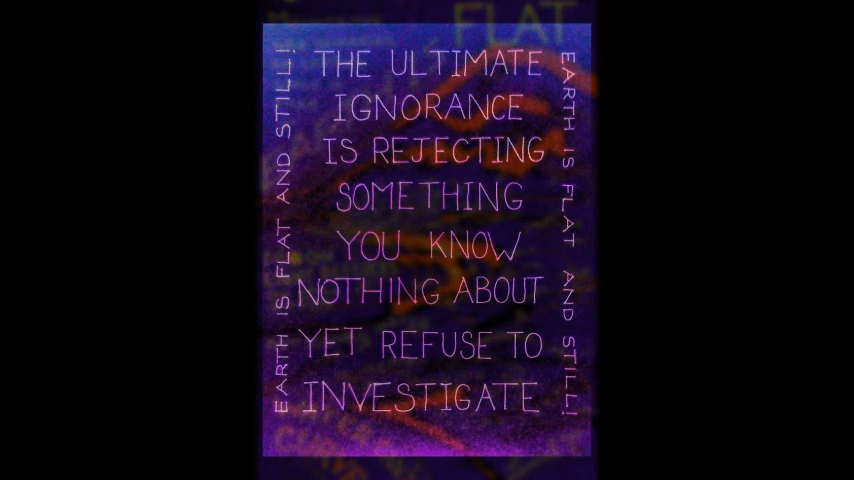 FLAT
THE ULTIMATE
IGNORANCE
IS REJECTING
SOMETHING
YOU KNOW
NOTHING ABOUT
YET REFUSE TO
INVESTIGATE
EARTH IS FLAT AND STILL!
EARTH IS FLAT AND STILL!